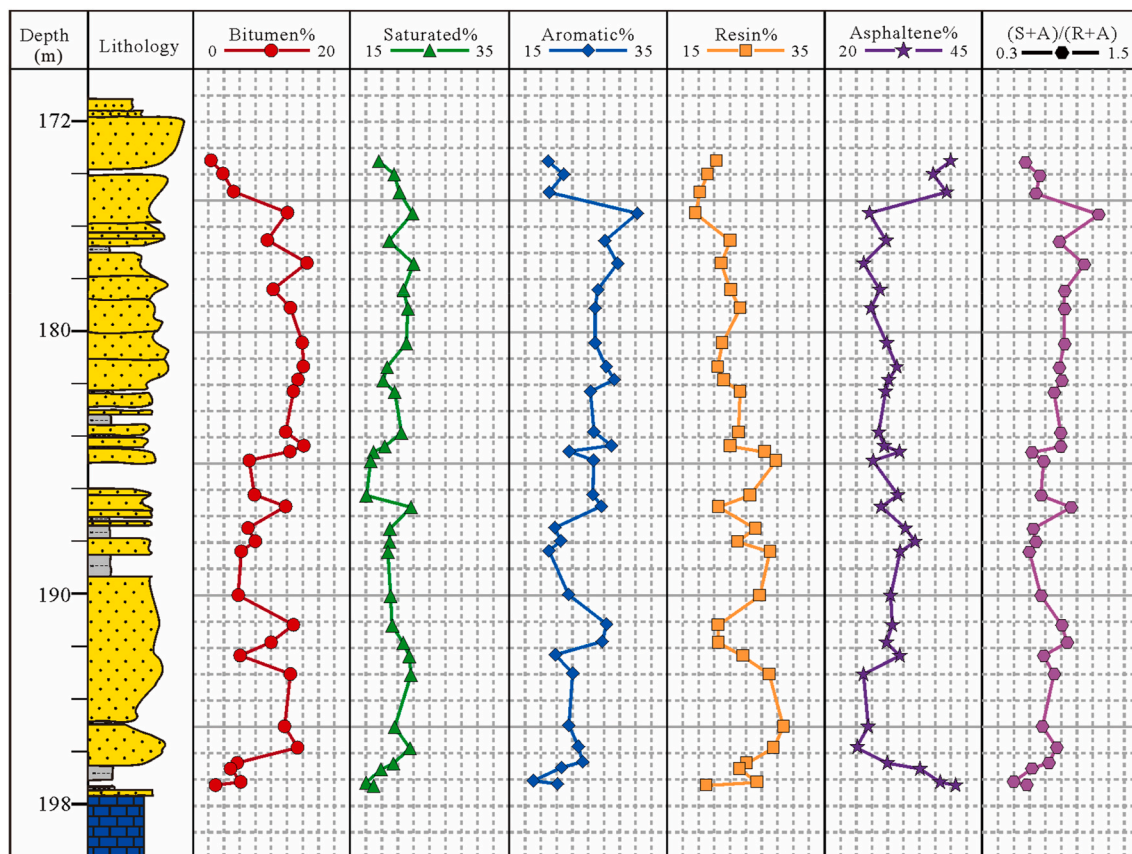 Depth
(m)
Lithology
Bitumen%
0 20
Saturated%
15 35
Aromatic%
15 35
Resin%
15 35
Asphaltene%
20 45
(S+A)/(R+A)
0.3 1.5
172
180
190
198